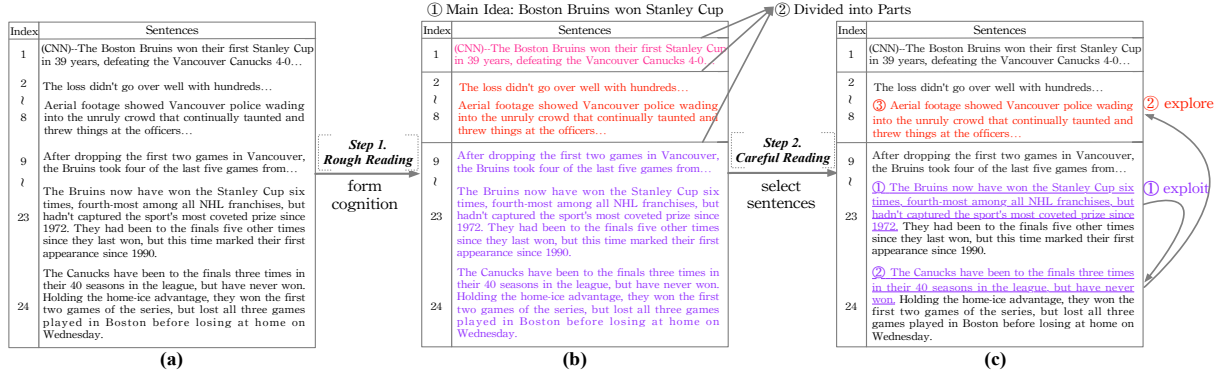 Index Sentences
1
(CNN)--The Boston Bruins won their first Stanley Cup
in 39 years, defeating the Vancouver Canucks 4-0…
2
~
8
The loss didn't go over well with hundreds…
Aerial footage showed Vancouver police wading
into the unruly crowd that continually taunted and
threw things at the officers…
9
~
After dropping the first two games in Vancouver,
the Bruins took four of the last five games from…
23
The Bruins now have won the Stanley Cup six
times, fourth-most among all NHL franchises, but
hadn't captured the sport's most coveted prize since
1972. They had been to the finals five other times
since they last won, but this time marked their first
appearance since 1990.
24
The Canucks have been to the finals three times in
their 40 seasons in the league, but have never won.
Holding the home-ice advantage, they won the first
two games of the series, but lost all three games
played in Boston before losing at home on
Wednesday.
(a)
Step 1.
Rough Reading
form
cognition
① Main Idea: Boston Bruins won Stanley Cup
② Divided into Parts
Index Sentences
1
(CNN)--The Boston Bruins won their first Stanley Cup
in 39 years, defeating the Vancouver Canucks 4-0.
2
~
8
The loss didn't go over well with hundreds…
Aerial footage showed Vancouver police wading
into the unruly crowd that continually taunted and
threw things at the officers…
9
~
After dropping the first two games in Vancouver,
the Bruins took four of the last five games from…
23
The Bruins now have won the Stanley Cup six
times, fourth-most among all NHL franchises, but
hadn't captured the sport's most coveted prize since
1972. They had been to the finals five other times
since they last won, but this time marked their first
appearance since 1990.
24
The Canucks have been to the finals three times in
their 40 seasons in the league, but have never won.
Holding the home-ice advantage, they won the first
two games of the series, but lost all three games
played in Boston before losing at home on
Wednesday.
(b)
Step 2.
Careful Reading
select
sentences
Index Sentences
1
(CNN)--The Boston Bruins won their first Stanley Cup
in 39 years, defeating the Vancouver Canucks 4-0…
2
~
8
The loss didn't go over well with hundreds…
③ Aerial footage showed Vancouver police wading
into the unruly crowd that continually taunted and
threw things at the officers…
9
~
After dropping the first two games in Vancouver,
the Bruins took four of the last five games from…
23
① The Bruins now have won the Stanley Cup six
times, fourth-most among all NHL franchises, but
hadn't captured the sport's most coveted prize since
1972. They had been to the finals five other times
since they last won, but this time marked their first
appearance since 1990.
24
② The Canucks have been to the finals three times
in their 40 seasons in the league, but have never
won. Holding the home-ice advantage, they won the
first two games of the series, but lost all three
games played in Boston before losing at home on
Wednesday.
(c)
② explore
① exploit